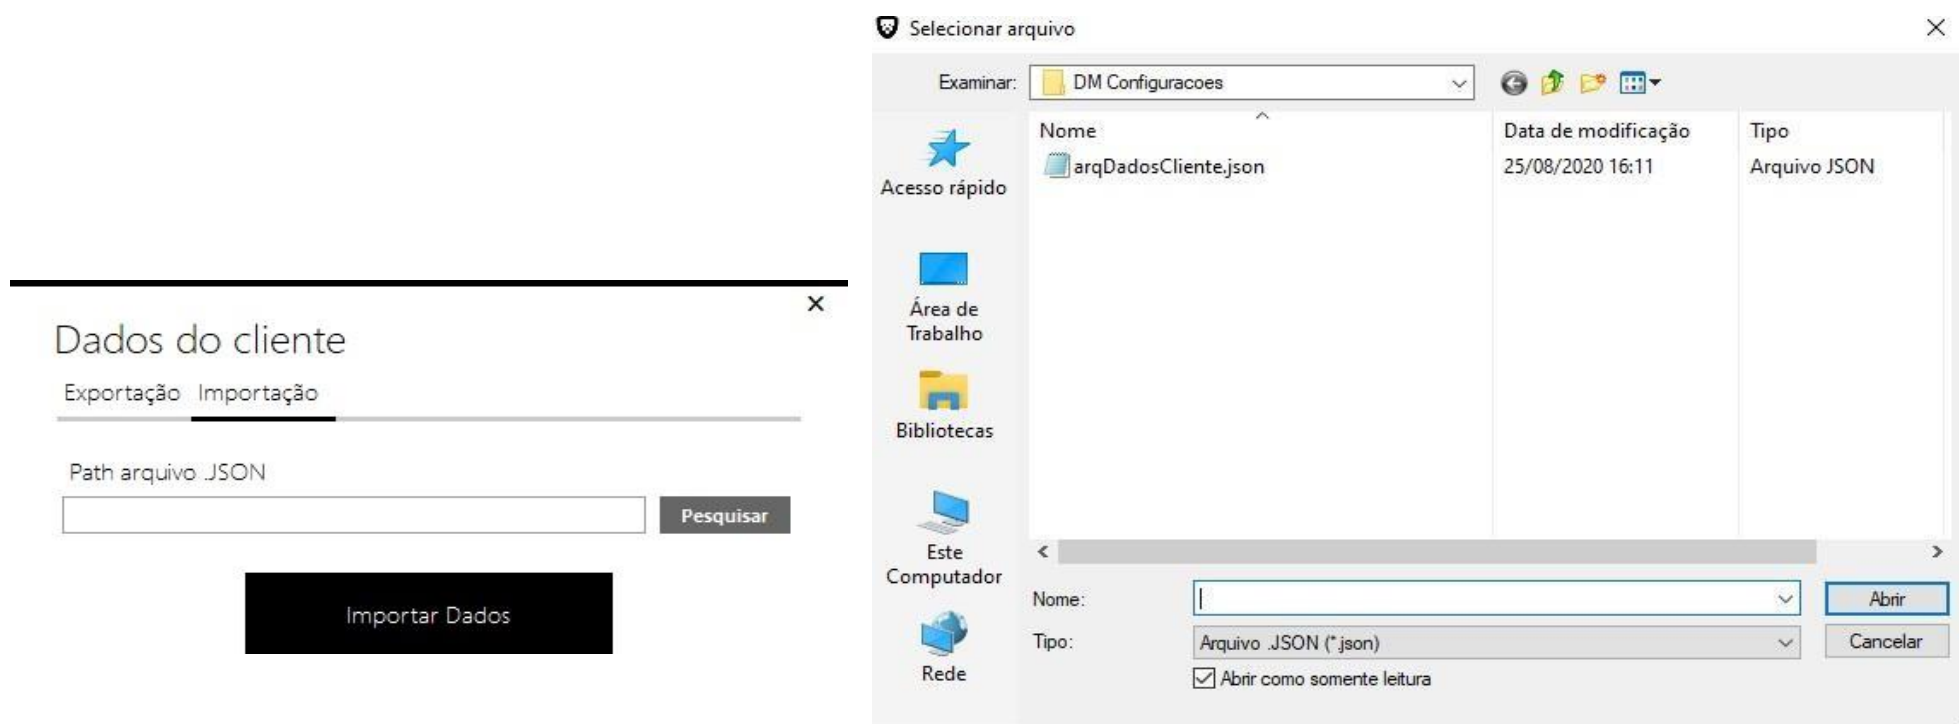 Dados do cliente
Exportação Importação
Path arquivo .JSON
Pesquisar
Importar Dados
Selecionar arquivo
Examinar: DM Configuracoes
Acesso rápido
Área de
Trabalho
Bibliotecas
Este
Computador
Rede
Nome Data de modificação Tipo
arqDadosCliente.json 25/08/2020 16:11 Arquivo JSON
Nome: Abrir
Tipo: Arquivo .JSON (*.json) Cancelar
Abrir como somente leitura